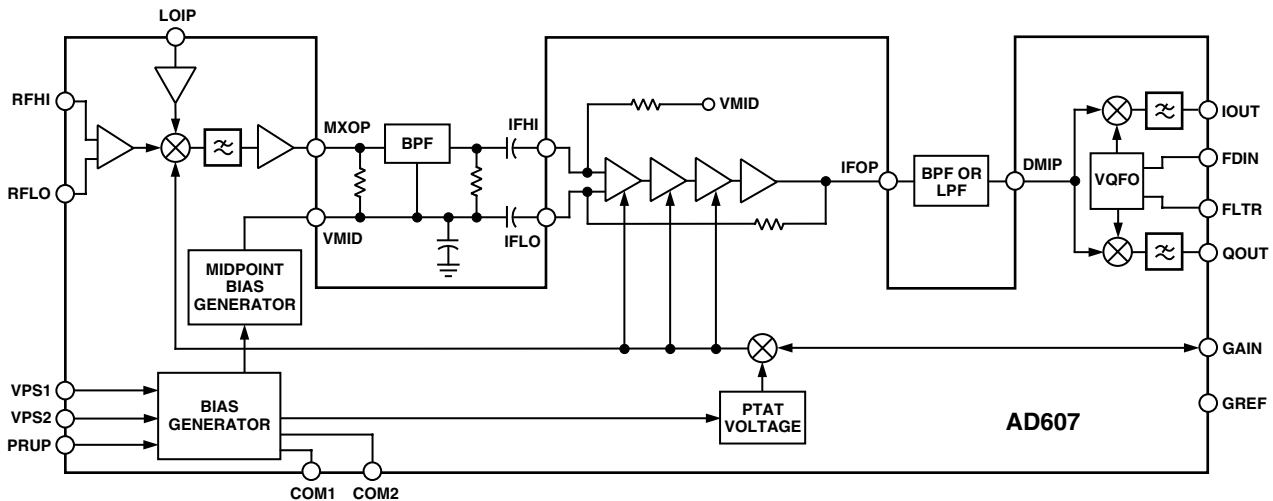 LOIP
RFHI
RFLO
MXOP
BPF
IFHI
VMID
VMID
IFLO
MIDPOINT
BIAS
GENERATOR
IFOP
BPF OR
LPF
DMIP
VQFO
IOUT
FDIN
FLTR
QOUT
GAIN
GREF
VPS1
VPS2
PRUP
BIAS
GENERATOR
PTAT
VOLTAGE
AD607
COM1
COM2